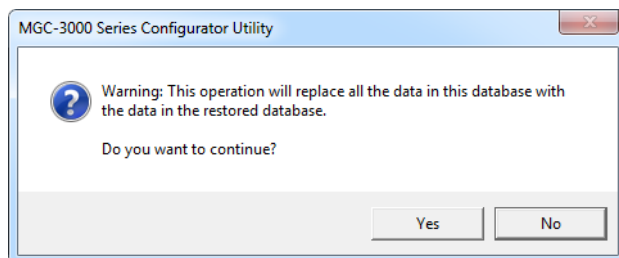 MGC-3000 Series Configurator Utility
Warning: This operation will replace all the data in this database with
the data in the restored database.
Do you want to continue?
Yes
No